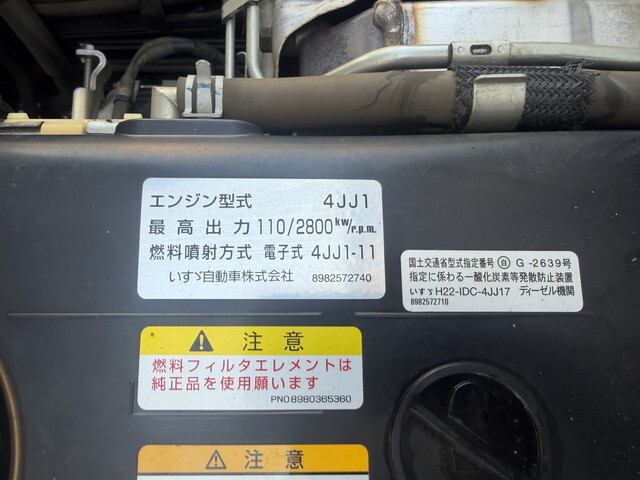 エンジン型式 4JJ1
最高出力 110/2800kw/r.p.m.
燃料噴射方式 電子式 4JJ1-11
いすゞ自動車株式会社 8982572740
国土交通省型式指定番号 自 G-2639号
指定に係わる一酸化炭素等発散防止装置
いすゞ H22-IDC-4JJ17 ディーゼル機関
8982572710
注意
燃料フィルタエレメントは
純正品を使用願います
PNO8980365360
注意